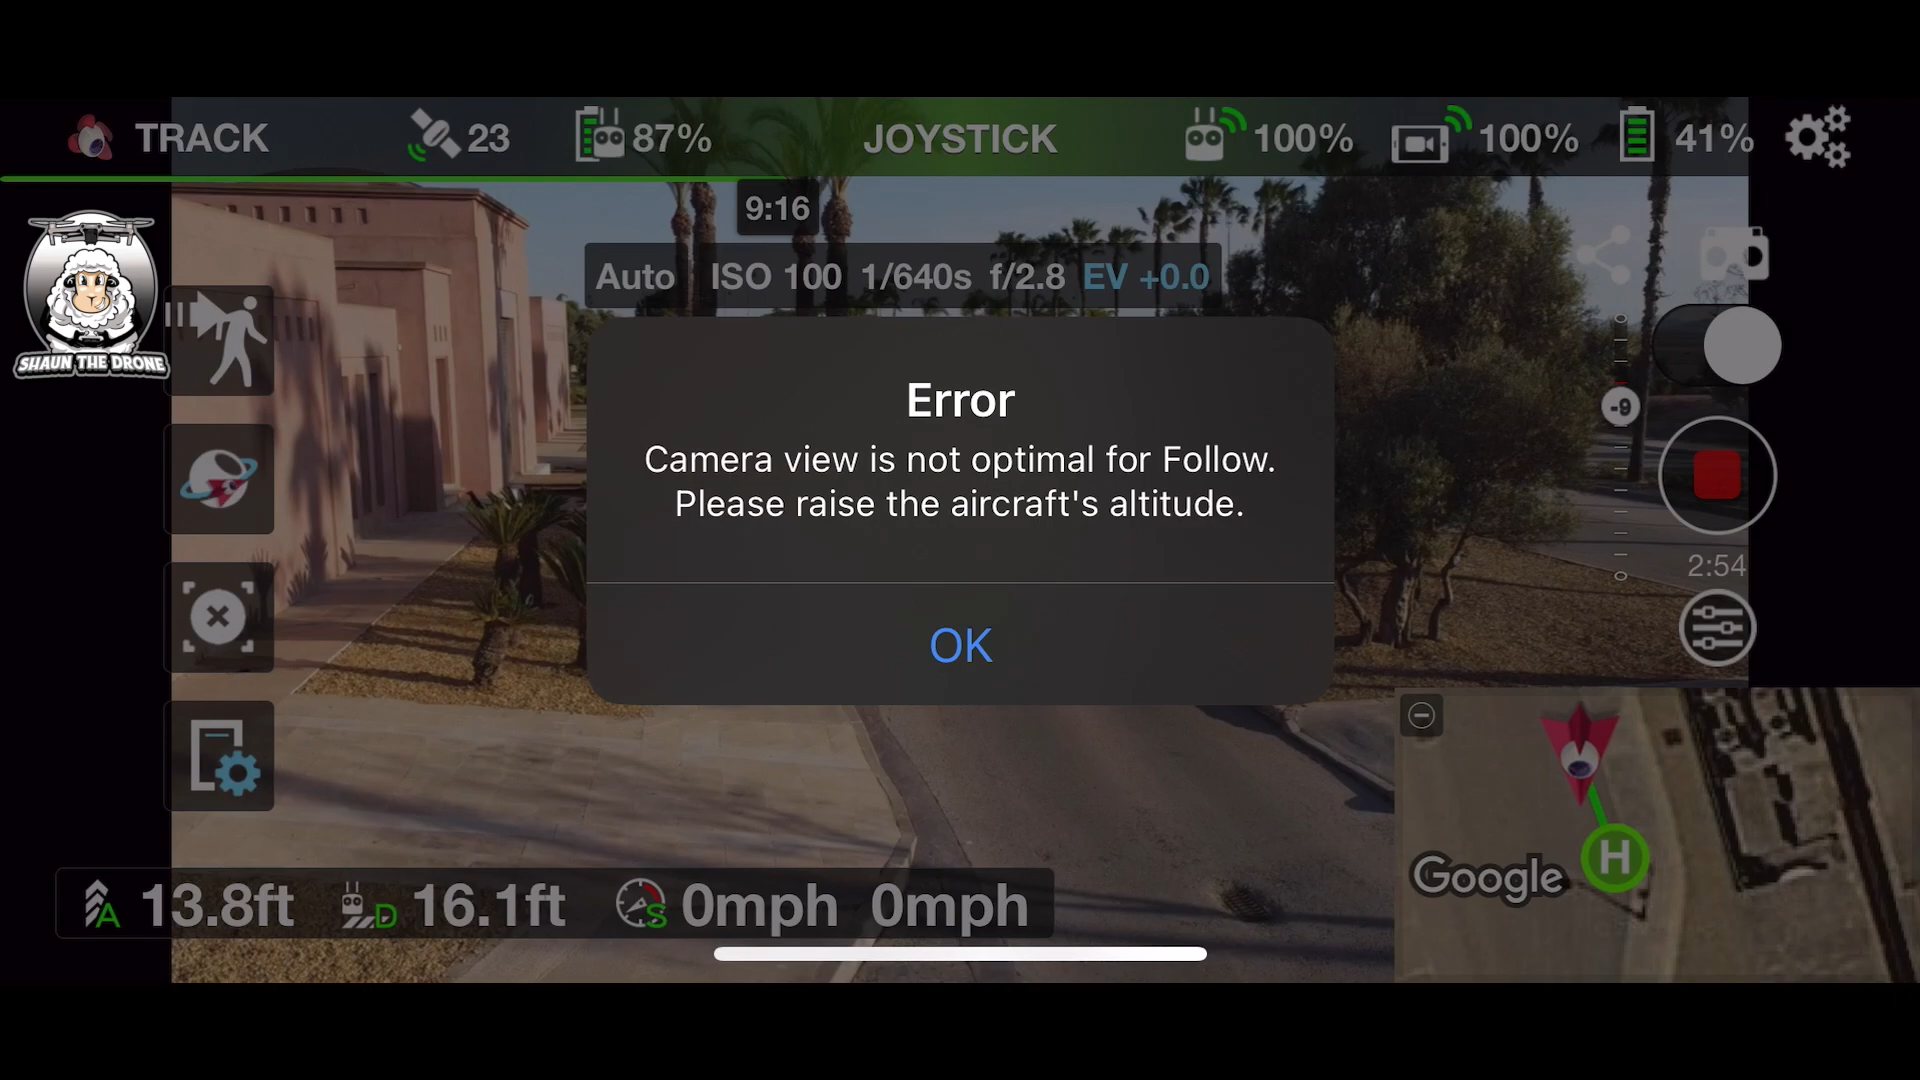 TRACK
23
87%
JOYSTICK
100%
100%
41%
9:16
Auto ISO 100 1/640s f/2.8 EV +0.0
SHAUN THE DRONE
Error
Camera view is not optimal for Follow.
Please raise the aircraft's altitude.
OK
-9
2:54
A 13.8ft D 16.1ft S 0mph 0mph
H
Google